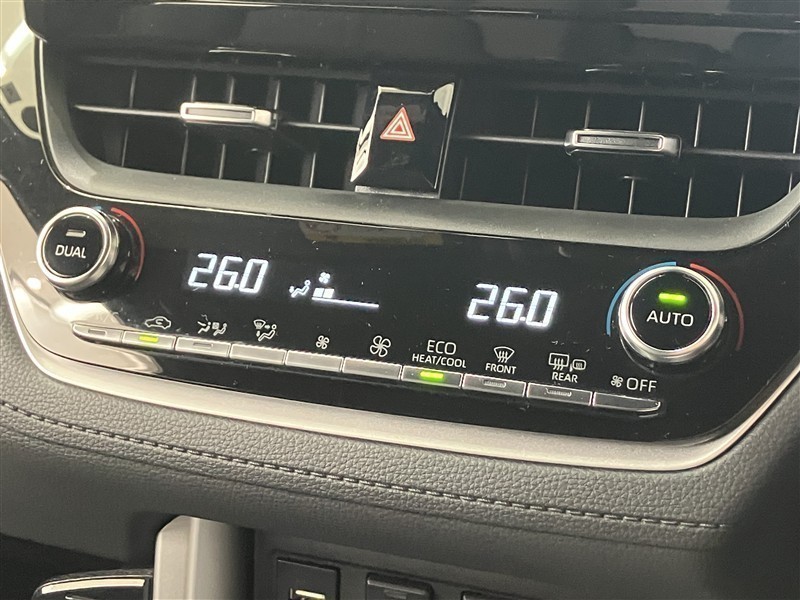 DUAL
26.0
26.0
AUTO
ECO
HEAT/COOL
FRONT
REAR
OFF